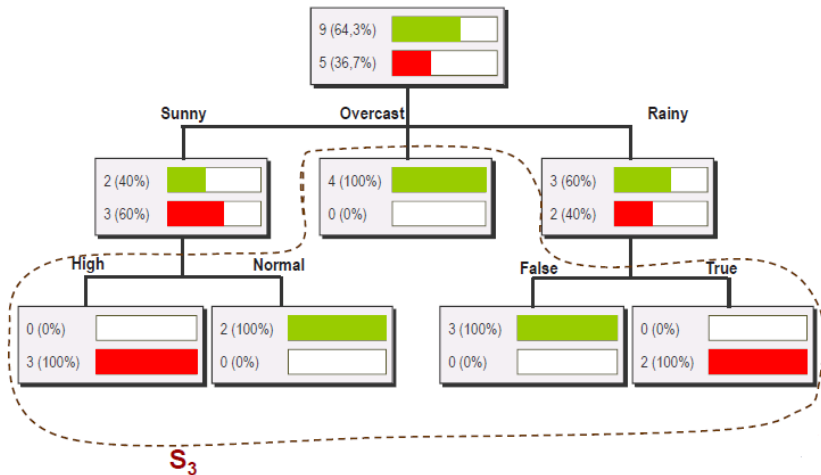 9 (64,3%)
5 (36,7%)
Sunny
Overcast
Rainy
2 (40%)
3 (60%)
4 (100%)
0 (0%)
3 (60%)
2 (40%)
High
Normal
False
True
0 (0%)
3 (100%)
2 (100%)
0 (0%)
3 (100%)
0 (0%)
0 (0%)
2 (100%)
S₃